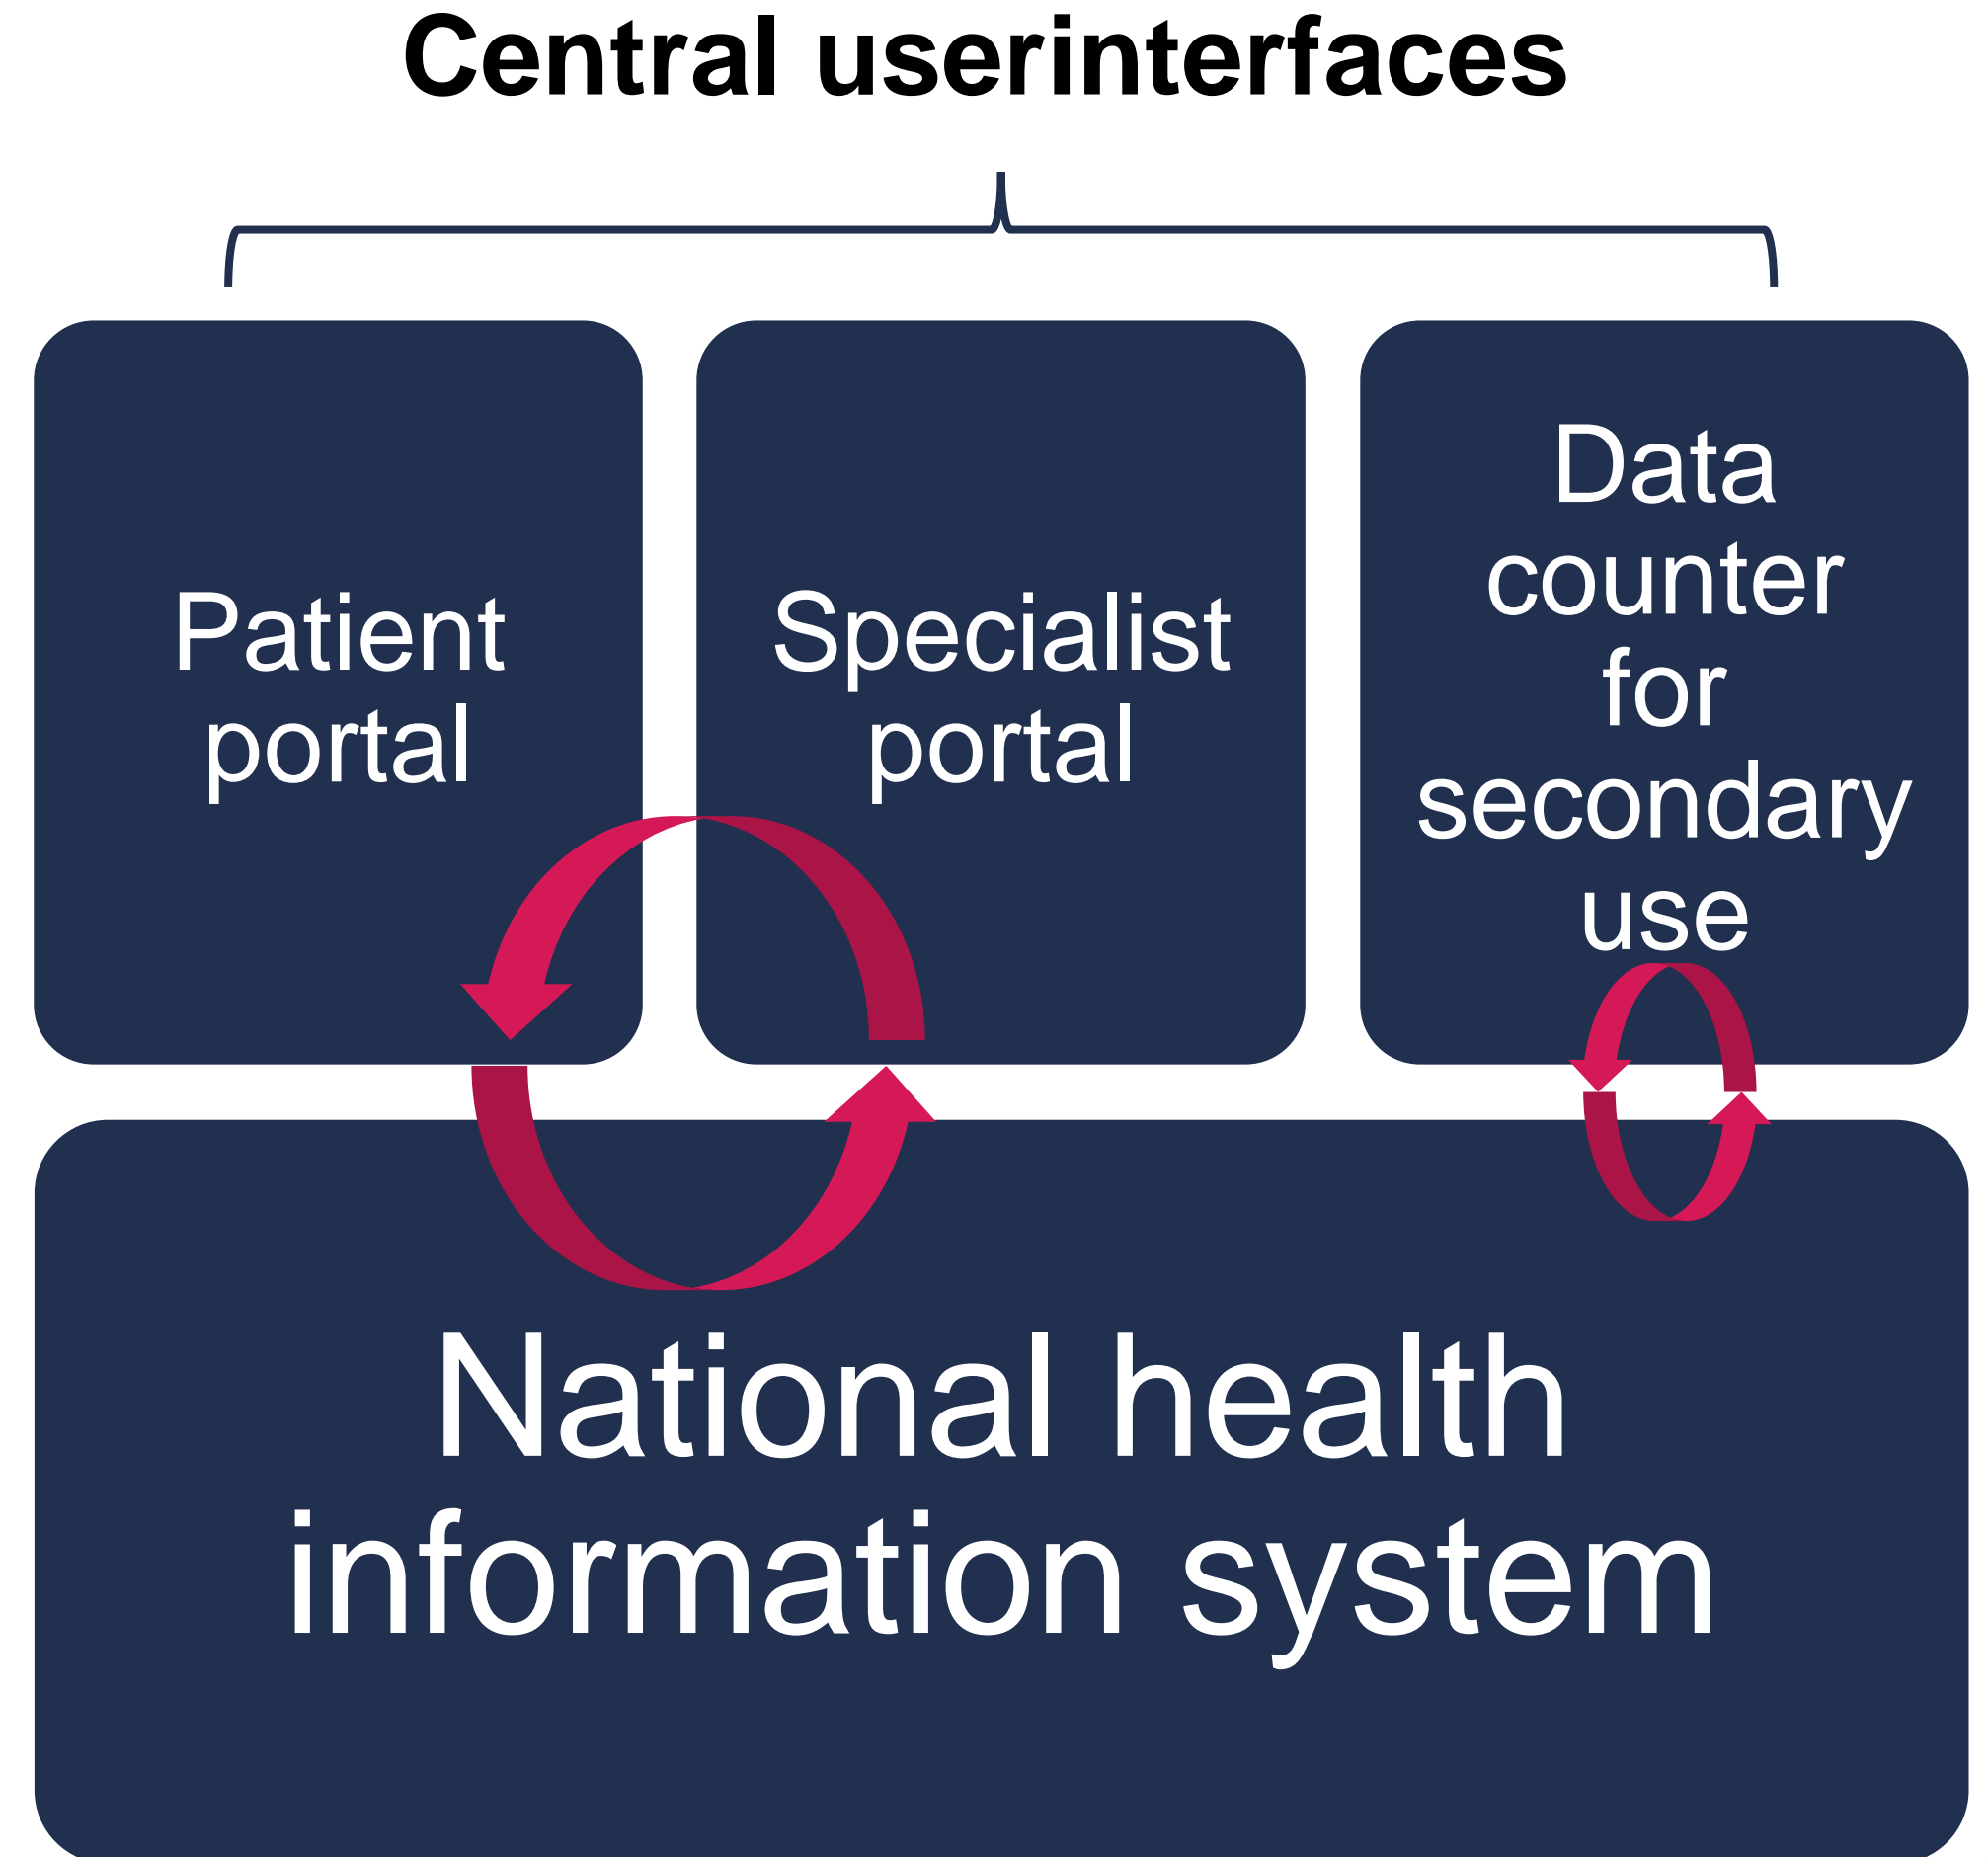 Central userinterfaces
Patient
portal
Specialist
portal
Data
counter
for
secondary
use
National health
information system